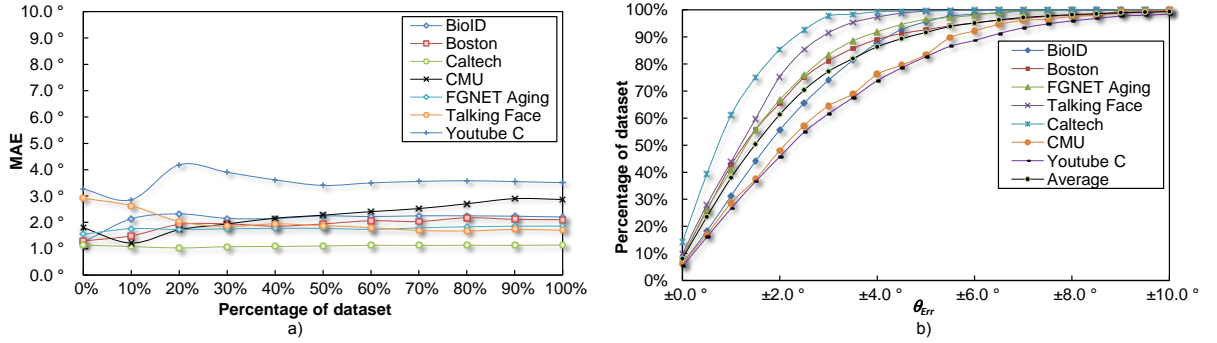 10.0 °
9.0 °
8.0 °
7.0 °
6.0 °
5.0 °
4.0 °
3.0 °
2.0 °
1.0 °
0.0 °
MAE
BioID
Boston
Caltech
CMU
FGNET Aging
Talking Face
Youtube C
0% 10% 20% 30% 40% 50% 60% 70% 80% 90% 100%
Percentage of dataset
a)
100%
90%
80%
70%
60%
50%
40%
30%
20%
10%
0%
Percentage of dataset
BioID
Boston
FGNET Aging
Talking Face
Caltech
CMU
Youtube C
Average
±0.0 ° ±2.0 ° ±4.0 ° ±6.0 ° ±8.0 ° ±10.0 °
θErr
b)